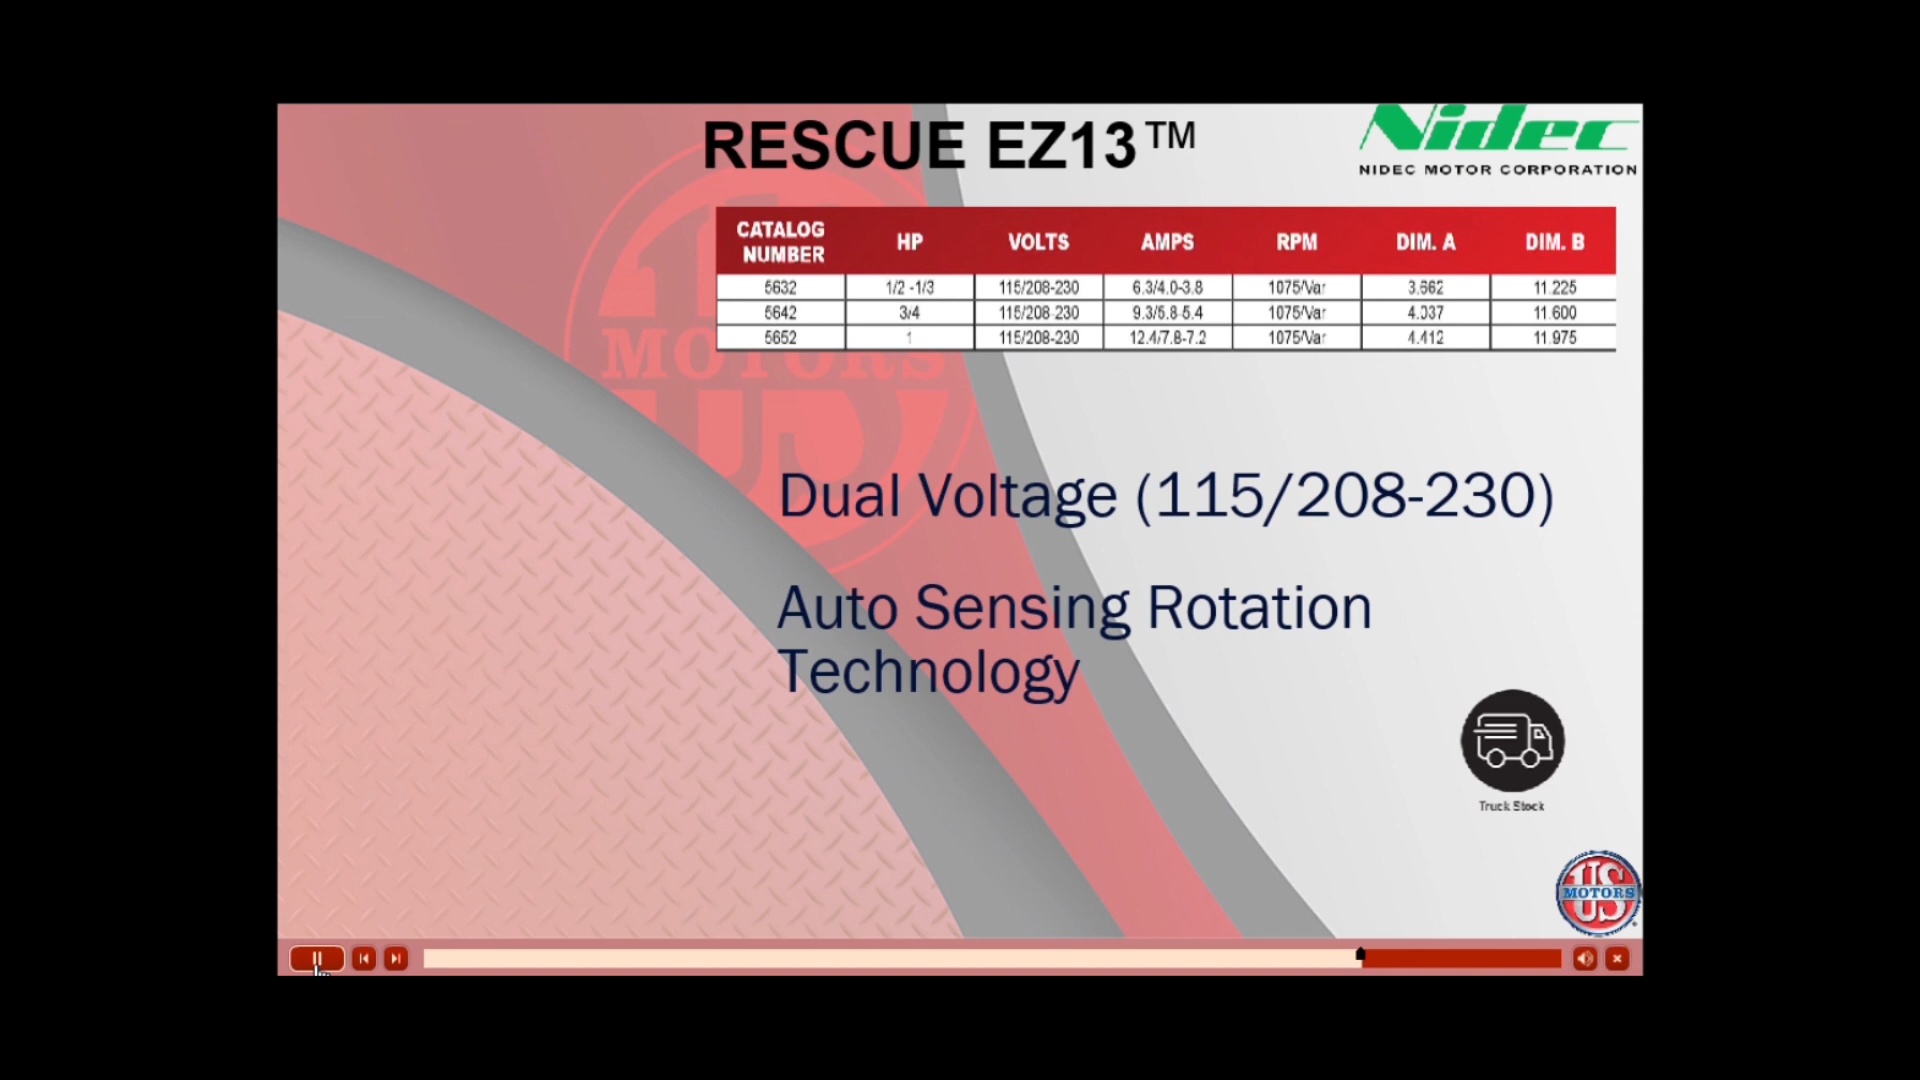 RESCUE EZ13™
Nidec
NIDEC MOTOR CORPORATION
CATALOG NUMBER HP VOLTS AMPS RPM DIM. A DIM. B
5632 1/2 -1/3 115/208-230 6.3/4.0-3.8 1075/Var 3.662 11.225
5642 3/4 115/208-230 9.3/5.8-5.4 1075/Var 4.037 11.600
5652 1 115/208-230 12.4/7.8-7.2 1075/Var 4.412 11.975
US
MOTORS
Dual Voltage (115/208-230)
Auto Sensing Rotation
Technology
Truck Stock
US
MOTORS